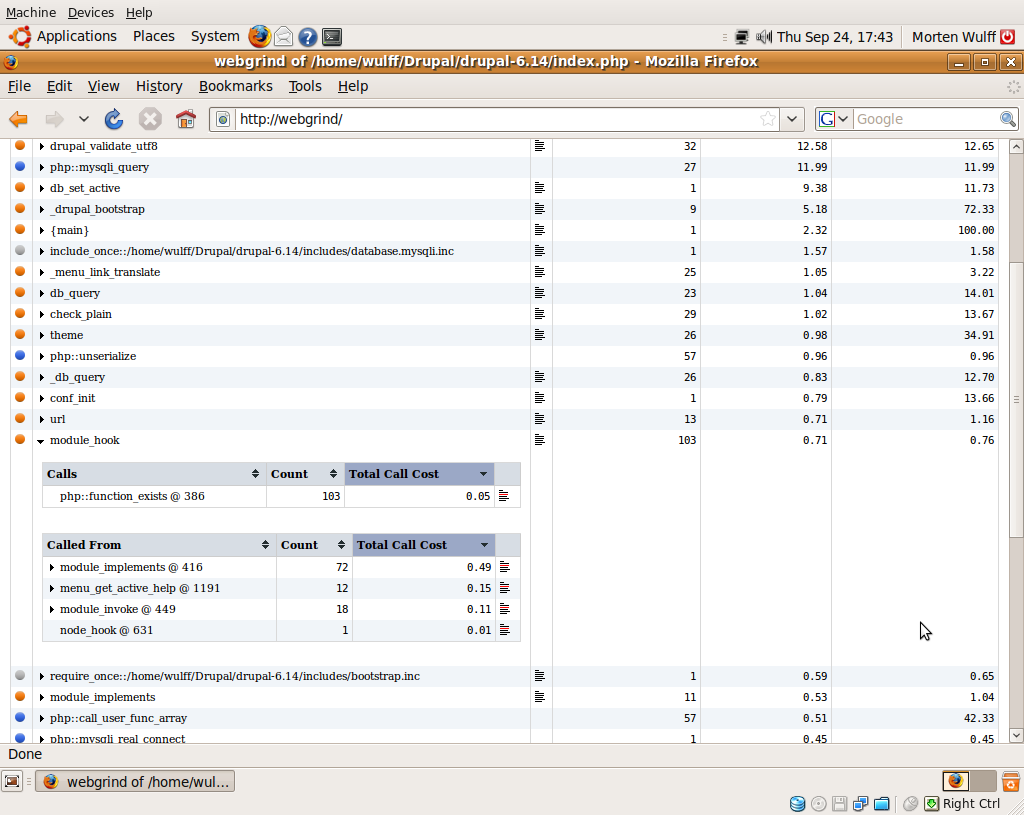 Machine Devices Help
Applications Places System Thu Sep 24, 17:43 Morten Wulff
webgrind of /home/wulff/Drupal/drupal-6.14/index.php - Mozilla Firefox
File Edit View History Bookmarks Tools Help
http://webgrind/ G Google
drupal_validate_utf8 32 12.58 12.65
php::mysqli_query 27 11.99 11.99
db_set_active 1 9.38 11.73
_drupal_bootstrap 9 5.18 72.33
{main} 1 2.32 100.00
include_once::/home/wulff/Drupal/drupal-6.14/includes/database.mysqli.inc 1 1.57 1.58
_menu_link_translate 25 1.05 3.22
db_query 23 1.04 14.01
check_plain 29 1.02 13.67
theme 26 0.98 34.91
php::unserialize 57 0.96 0.96
_db_query 26 0.83 12.70
conf_init 1 0.79 13.66
url 13 0.71 1.16
module_hook 103 0.71 0.76
Calls Count Total Call Cost
php::function_exists @ 386 103 0.05
Called From Count Total Call Cost
module_implements @ 416 72 0.49
menu_get_active_help @ 1191 12 0.15
module_invoke @ 449 18 0.11
node_hook @ 631 1 0.01
require_once::/home/wulff/Drupal/drupal-6.14/includes/bootstrap.inc 1 0.59 0.65
module_implements 11 0.53 1.04
php::call_user_func_array 57 0.51 42.33
php::mysqli_real_connect 1 0.45 0.45
Done
webgrind of /home/wul...
Right Ctrl